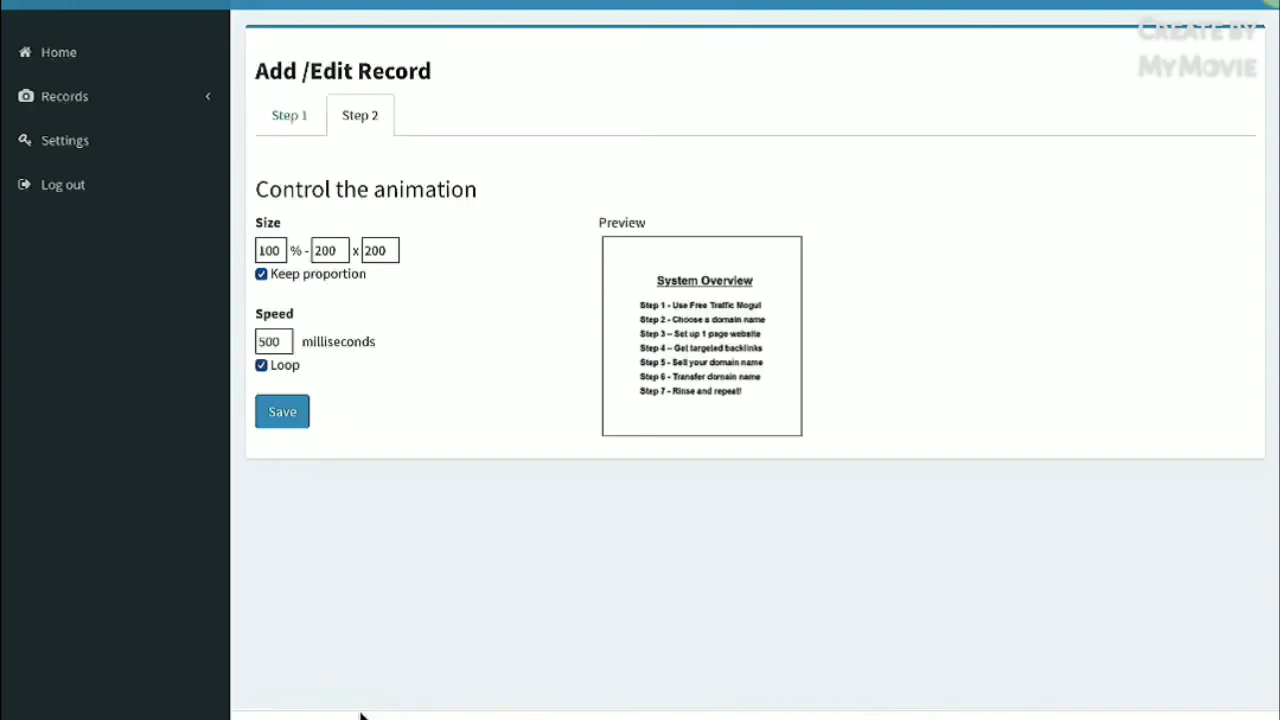 CREATE BY
MYMOVIE
Home
Records
Settings
Log out
Add /Edit Record
Step 1
Step 2
Control the animation
Size
100 % - 200 x 200
Keep proportion
Speed
500 milliseconds
Loop
Save
Preview
System Overview
Step 1 - Use Free Traffic Mogul
Step 2 - Choose a domain name
Step 3 – Set up 1 page website
Step 4 – Get targeted backlinks
Step 5 - Sell your domain name
Step 6 - Transfer domain name
Step 7 - Rinse and repeat!